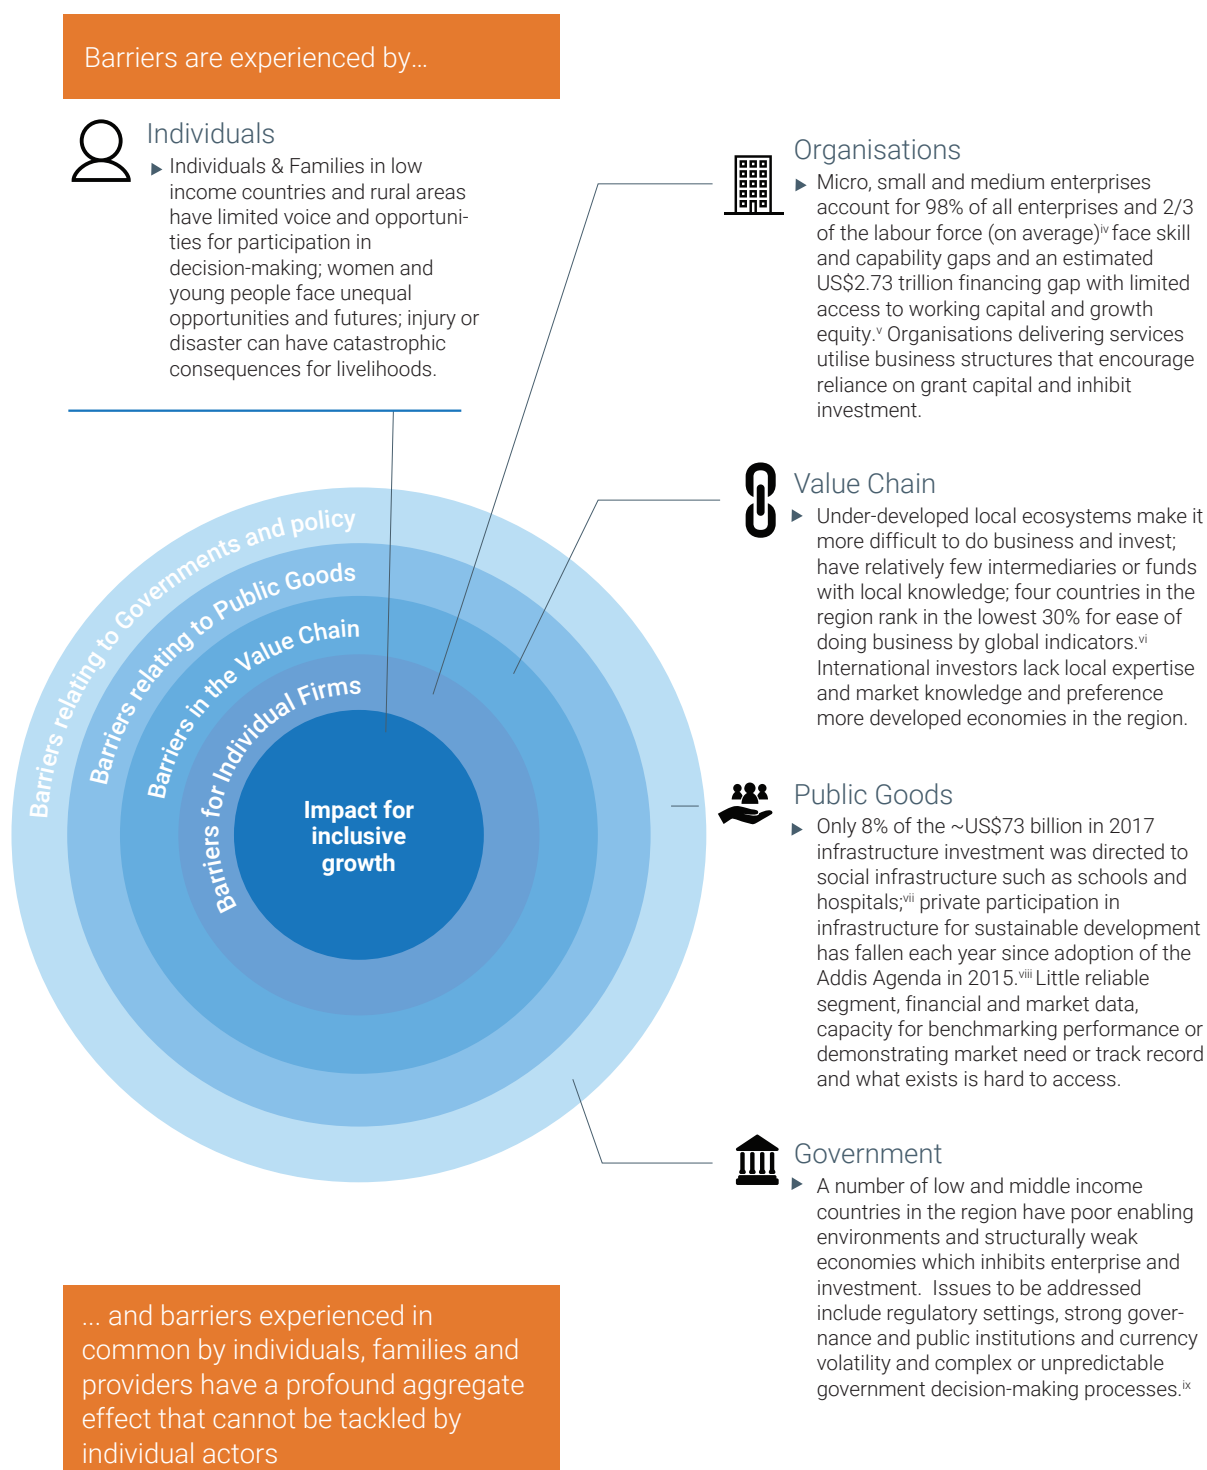 Barriers are experienced by...
Individuals
Individuals & Families in low
income countries and rural areas
have limited voice and opportuni-
ties for participation in
decision-making; women and
young people face unequal
opportunities and futures; injury or
disaster can have catastrophic
consequences for livelihoods.
Organisations
Micro, small and medium enterprises
account for 98% of all enterprises and 2/3
of the labour force (on average)iv face skill
and capability gaps and an estimated
US$2.73 trillion financing gap with limited
access to working capital and growth
equity.v Organisations delivering services
utilise business structures that encourage
reliance on grant capital and inhibit
investment.
Value Chain
Under-developed local ecosystems make it
more difficult to do business and invest;
have relatively few intermediaries or funds
with local knowledge; four countries in the
region rank in the lowest 30% for ease of
doing business by global indicators.vi
International investors lack local expertise
and market knowledge and preference
more developed economies in the region.
Barriers relating to Governments and policy
Barriers relating to Public Goods
Barriers in the Value Chain
Barriers for Individual Firms
Impact for
inclusive
growth
Public Goods
Only 8% of the ~US$73 billion in 2017
infrastructure investment was directed to
social infrastructure such as schools and
hospitals;vii private participation in
infrastructure for sustainable development
has fallen each year since adoption of the
Addis Agenda in 2015.viii Little reliable
segment, financial and market data,
capacity for benchmarking performance or
demonstrating market need or track record
and what exists is hard to access.
Government
A number of low and middle income
countries in the region have poor enabling
environments and structurally weak
economies which inhibits enterprise and
investment.  Issues to be addressed
include regulatory settings, strong gover-
nance and public institutions and currency
volatility and complex or unpredictable
government decision-making processes.ix
... and barriers experienced in
common by individuals, families and
providers have a profound aggregate
effect that cannot be tackled by
individual actors